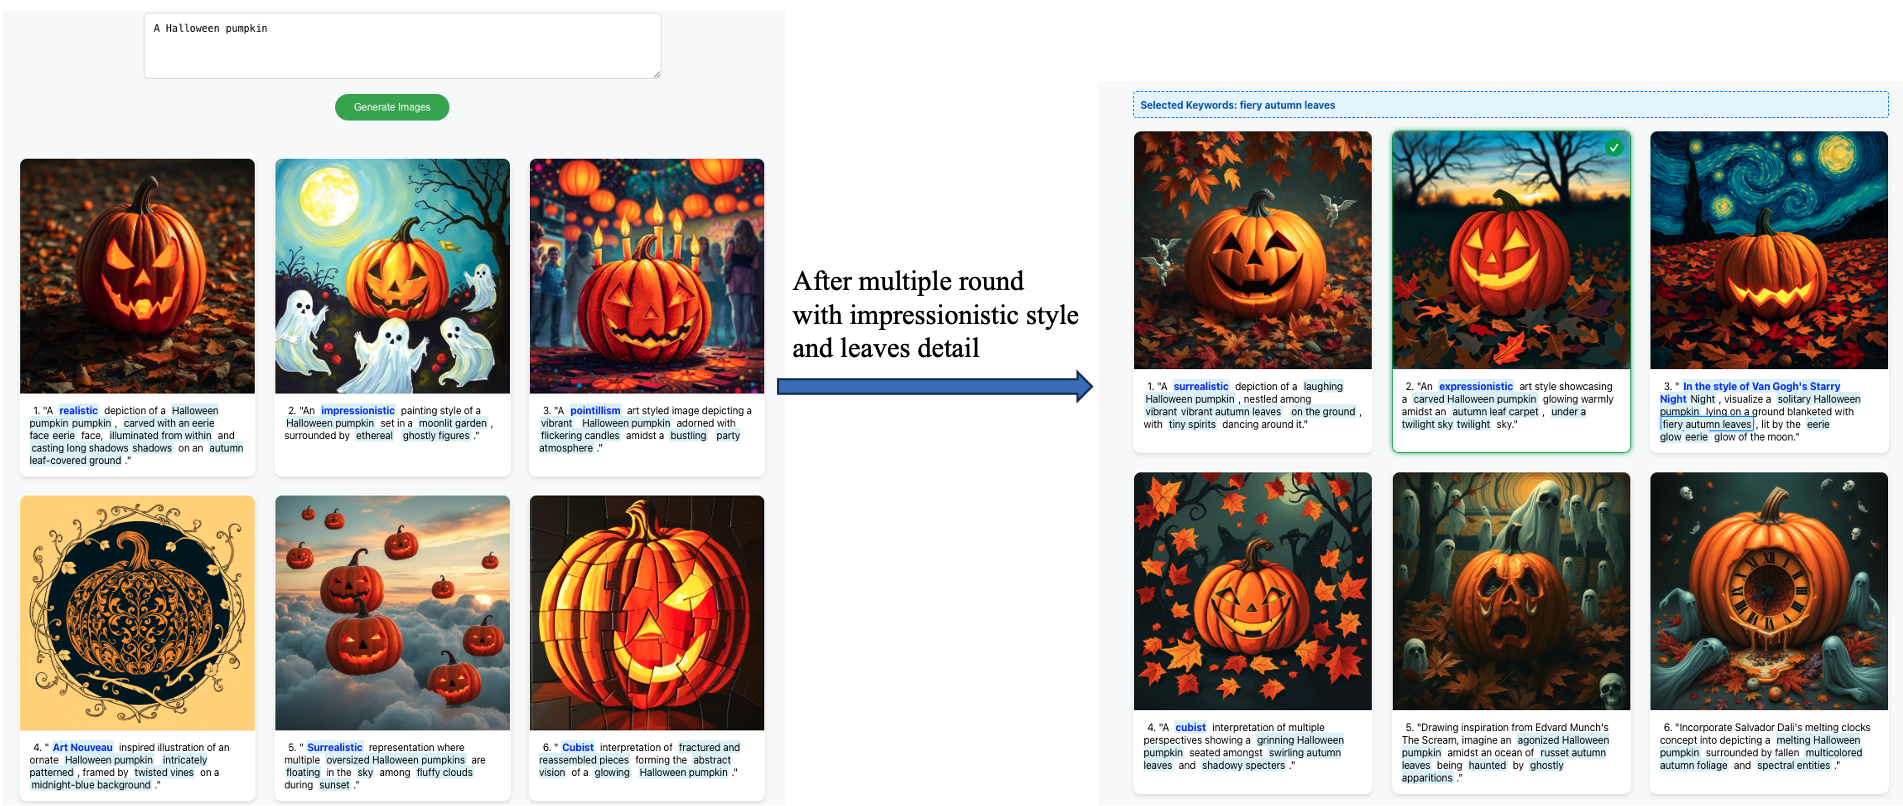 A Halloween pumpkin
Generate Images
1. "A realistic depiction of a Halloween
pumpkin pumpkin , carved with an eerie
face eerie face, illuminated from within and
casting long shadows shadows on an autumn
leaf-covered ground ."
2. "An impressionistic painting style of a
Halloween pumpkin set in a moonlit garden ,
surrounded by ethereal ghostly figures ."
3. "A pointillism art styled image depicting a
vibrant Halloween pumpkin adorned with
flickering candles amidst a bustling party
atmosphere ."
4. " Art Nouveau inspired illustration of an
ornate Halloween pumpkin intricately
patterned , framed by twisted vines on a
midnight-blue background ."
5. " Surrealistic representation where
multiple oversized Halloween pumpkins are
floating in the sky among fluffy clouds
during sunset ."
6. " Cubist interpretation of fractured and
reassembled pieces forming the abstract
vision of a glowing Halloween pumpkin ."
After multiple round
with impressionistic style
and leaves detail
Selected Keywords: fiery autumn leaves
1. "A surrealistic depiction of a laughing
Halloween pumpkin , nestled among
vibrant vibrant autumn leaves on the ground ,
with tiny spirits dancing around it."
2. "An expressionistic art style showcasing
a carved Halloween pumpkin glowing warmly
amidst an autumn leaf carpet , under a
twilight sky twilight sky."
3. " In the style of Van Gogh's Starry
Night Night , visualize a solitary Halloween
pumpkin lying on a ground blanketed with
fiery autumn leaves , lit by the eerie
glow eerie glow of the moon."
4. "A cubist interpretation of multiple
perspectives showing a grinning Halloween
pumpkin seated amongst swirling autumn
leaves and shadowy specters ."
5. "Drawing inspiration from Edvard Munch's
The Scream, imagine an agonized Halloween
pumpkin amidst an ocean of russet autumn
leaves being haunted by ghostly
apparitions ."
6. "Incorporate Salvador Dali's melting clocks
concept into depicting a melting Halloween
pumpkin surrounded by fallen multicolored
autumn foliage and spectral entities ."